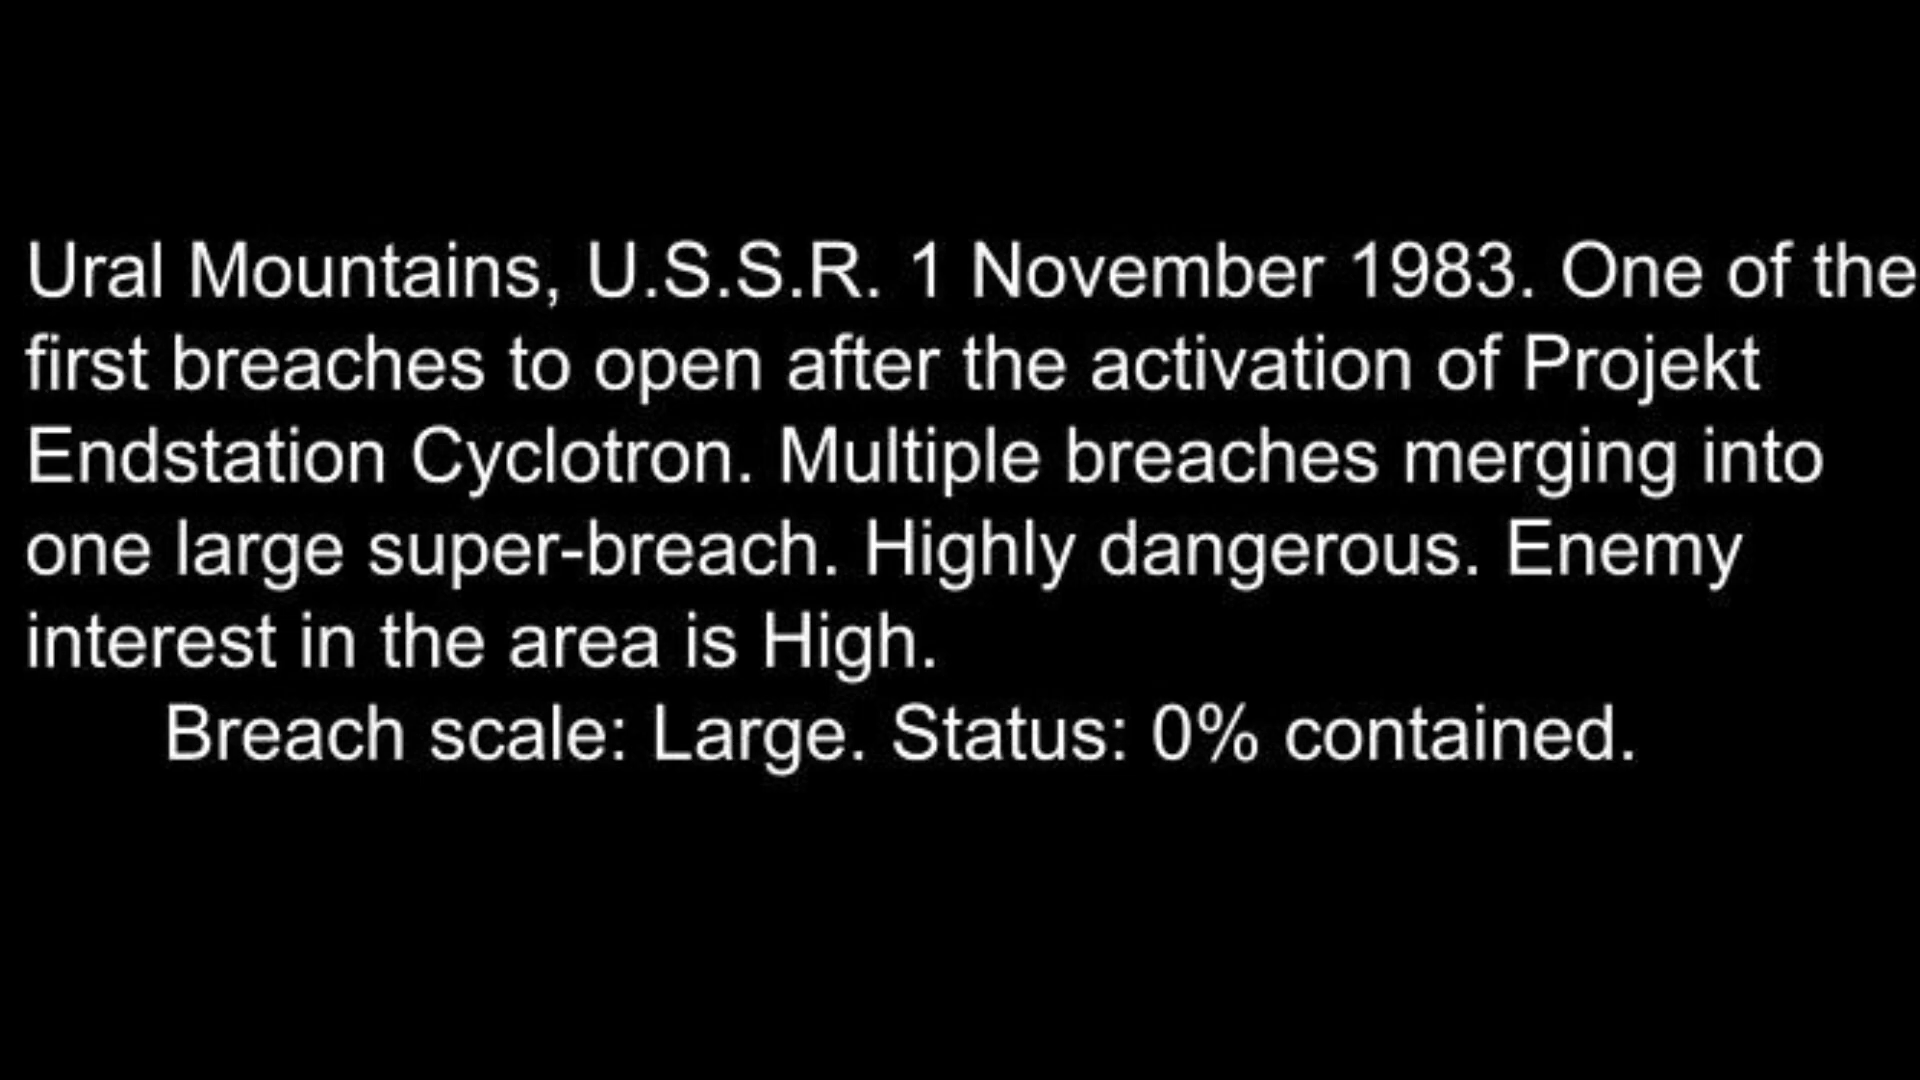 Ural Mountains, U.S.S.R. 1 November 1983. One of the
first breaches to open after the activation of Projekt
Endstation Cyclotron. Multiple breaches merging into
one large super-breach. Highly dangerous. Enemy
interest in the area is High.
Breach scale: Large. Status: 0% contained.